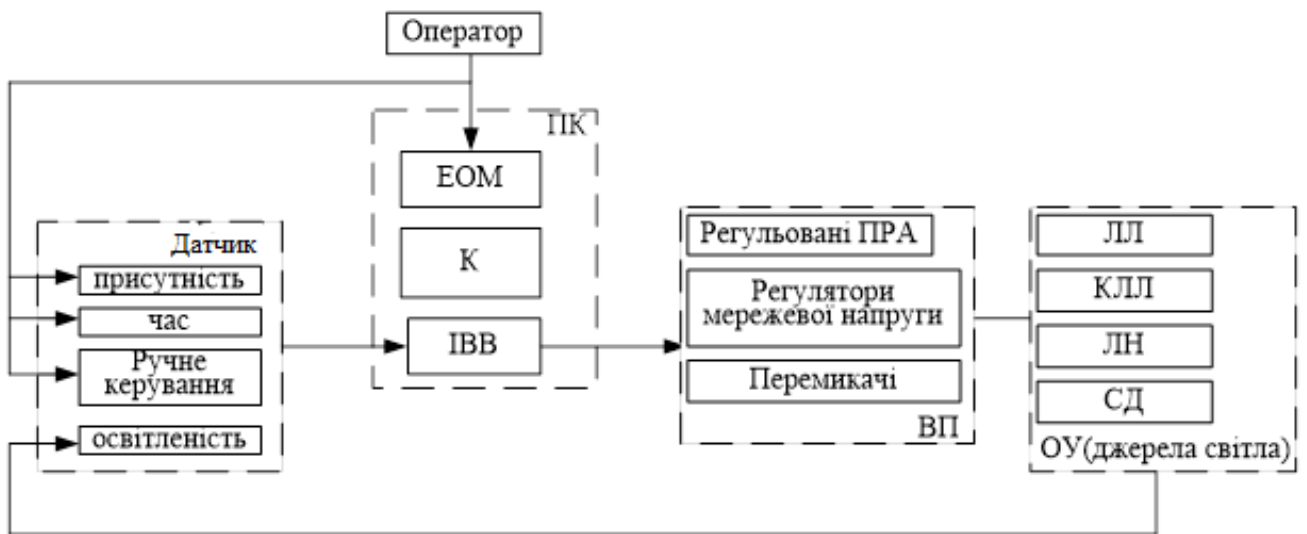 Оператор
ПК
ЕОМ
К
ІВВ
Датчик
присутність
час
Ручне
керування
освітленість
Регульовані ПРА
Регулятори
мережевої напруги
Перемикачі
ВП
ЛЛ
КЛЛ
ЛН
СД
ОУ(джерела світла)